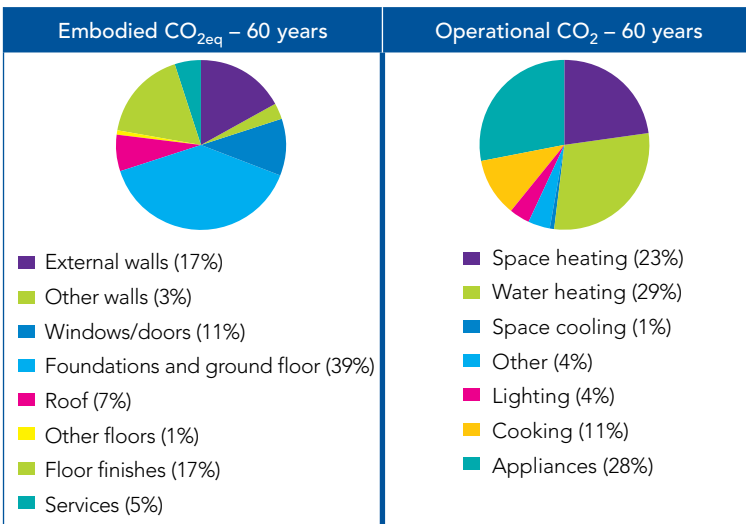 Embodied CO2eq – 60 years
External walls (17%)
Other walls (3%)
Windows/doors (11%)
Foundations and ground floor (39%)
Roof (7%)
Other floors (1%)
Floor finishes (17%)
Services (5%)
Operational CO2 – 60 years
Space heating (23%)
Water heating (29%)
Space cooling (1%)
Other (4%)
Lighting (4%)
Cooking (11%)
Appliances (28%)